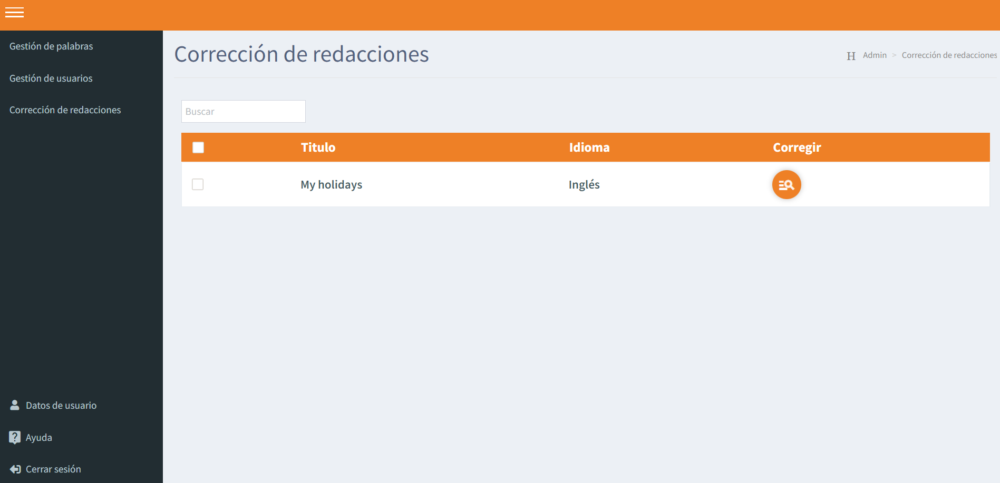 Gestión de palabras
Gestión de usuarios
Corrección de redacciones
Corrección de redacciones
H Admin > Corrección de redacciones
Buscar
Titulo Idioma Corregir
My holidays Inglés
Datos de usuario
Ayuda
Cerrar sesión